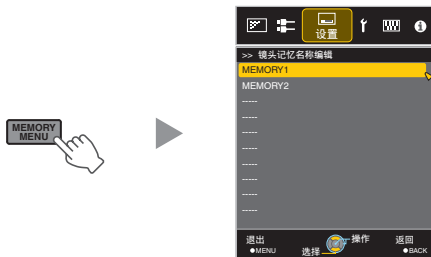 MEMORY
MENU
设置
>> 镜头记忆名称编辑
MEMORY1
MEMORY2
-----
-----
-----
-----
-----
-----
-----
-----
退出
●MENU
选择
操作
返回
●BACK